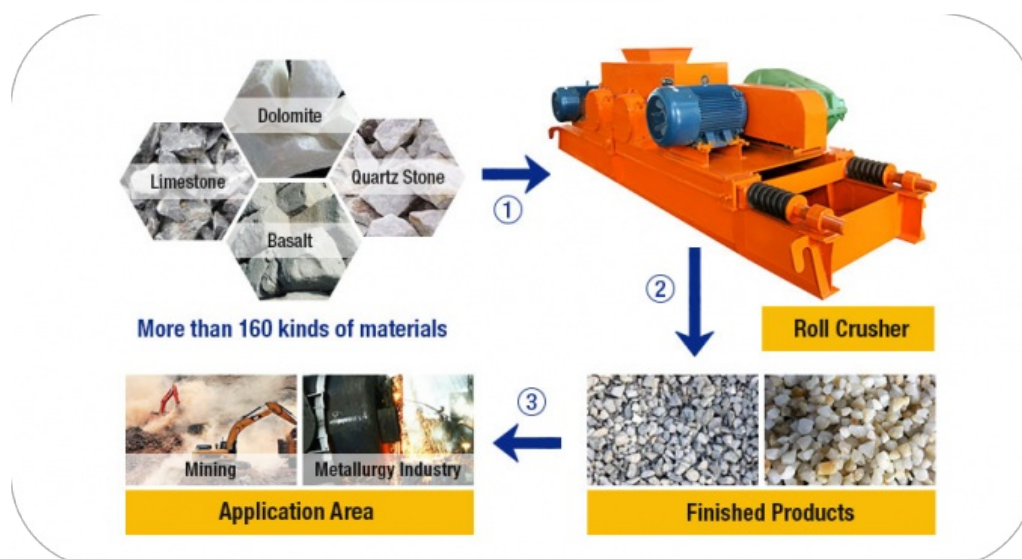 Dolomite
Limestone
Quartz Stone
Basalt
①
More than 160 kinds of materials
②
Roll Crusher
③
Mining
Metallurgy Industry
Application Area
Finished Products